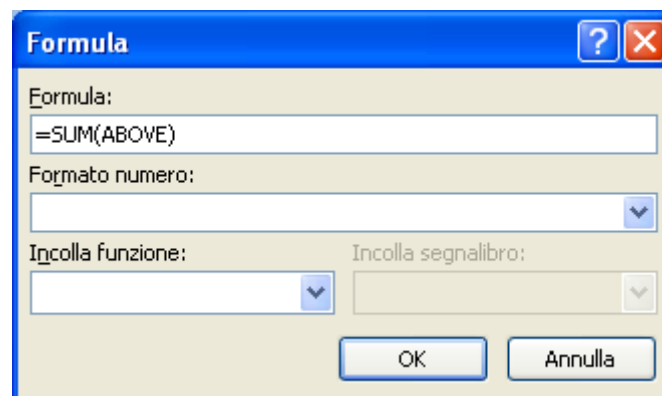 Formula
Formula:
=SUM(ABOVE)
Formato numero:
Incolla funzione: Incolla segnalibro:
OK Annulla